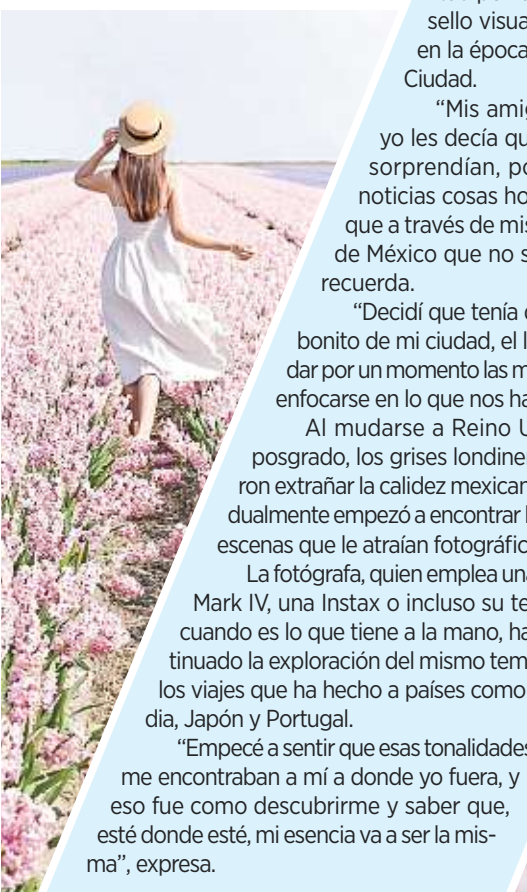 sello visua
en la época
Ciudad.
“Mis amig
yo les decía qu
sorprendían, po
noticias cosas ho
que a través de mis
de México que no s
recuerda.
“Decidí que tenía
bonito de mi ciudad, el l
dar por un momento las m
enfocarse en lo que nos ha
Al mudarse a Reino U
posgrado, los grises londine
ron extrañar la calidez mexican
dualmente empezó a encontrar
escenas que le atraían fotográfic
La fotógrafa, quien emplea una
Mark IV, una Instax o incluso su te
cuando es lo que tiene a la mano, ha
tinuado la exploración del mismo tem
los viajes que ha hecho a países como
dia, Japón y Portugal.
“Empecé a sentir que esas tonalidades
me encontraban a mí a donde yo fuera, y
eso fue como descubrirme y saber que,
esté donde esté, mi esencia va a ser la mis-
ma”, expresa.